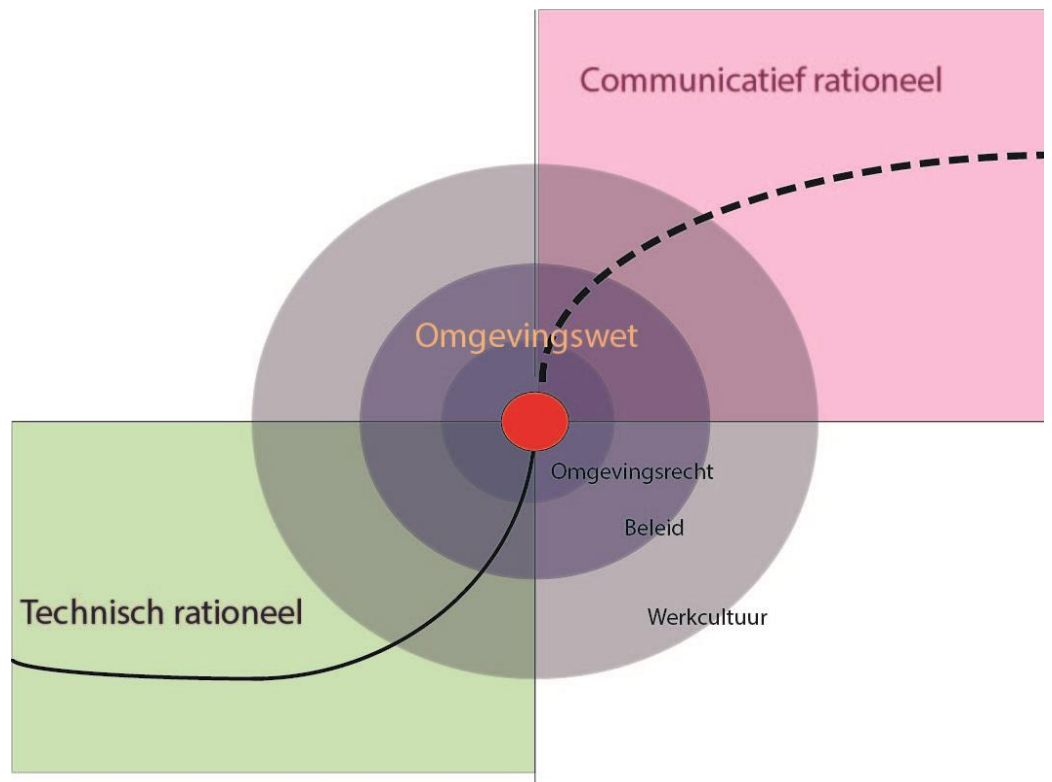 Communicatief rationeel
Omgevingswet
Omgevingsrecht
Beleid
Technisch rationeel
Werkcultuur